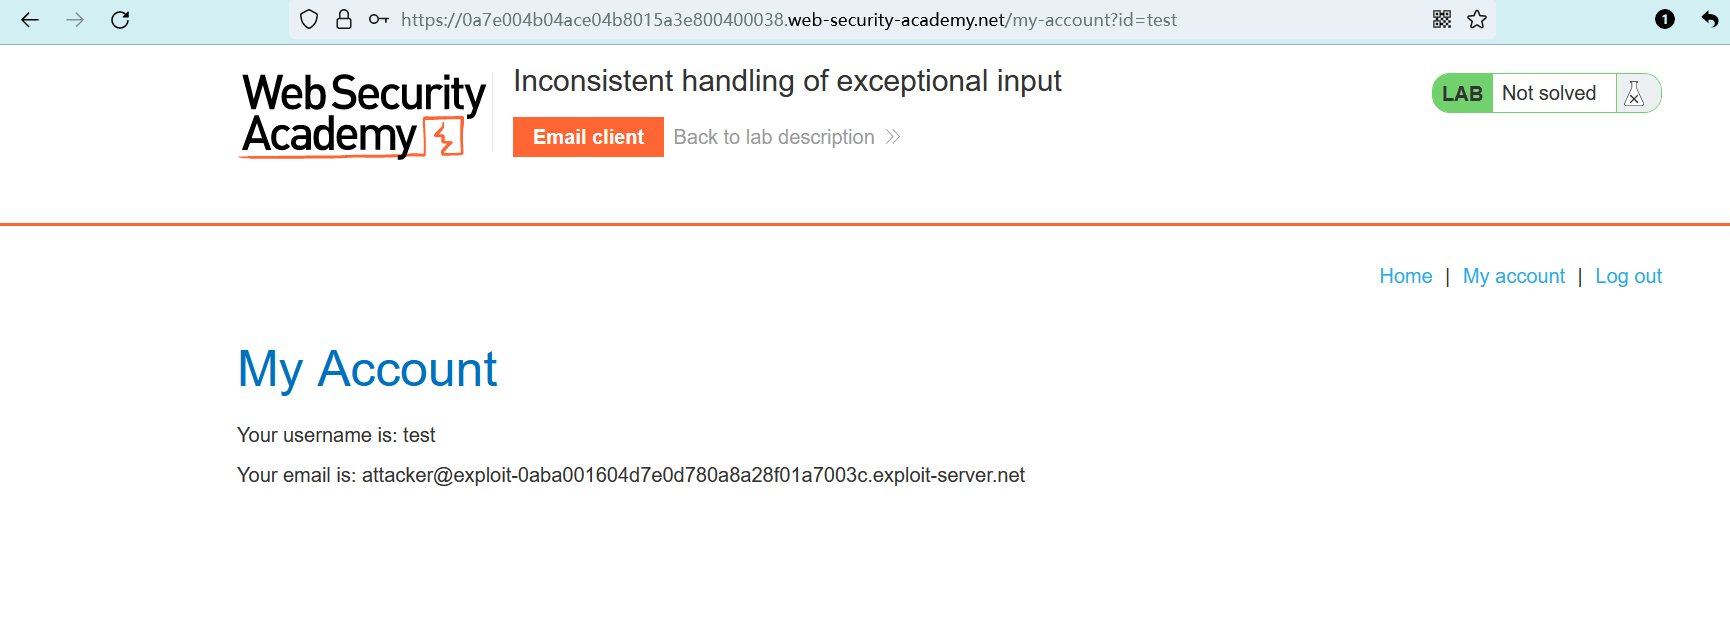 https://0a7e004b04ace04b8015a3e800400038.web-security-academy.net/my-account?id=test
1
Web Security
Academy
Inconsistent handling of exceptional input
Email client
Back to lab description
LAB
Not solved
Home | My account | Log out
My Account
Your username is: test
Your email is: attacker@exploit-0aba001604d7e0d780a8a28f01a7003c.exploit-server.net